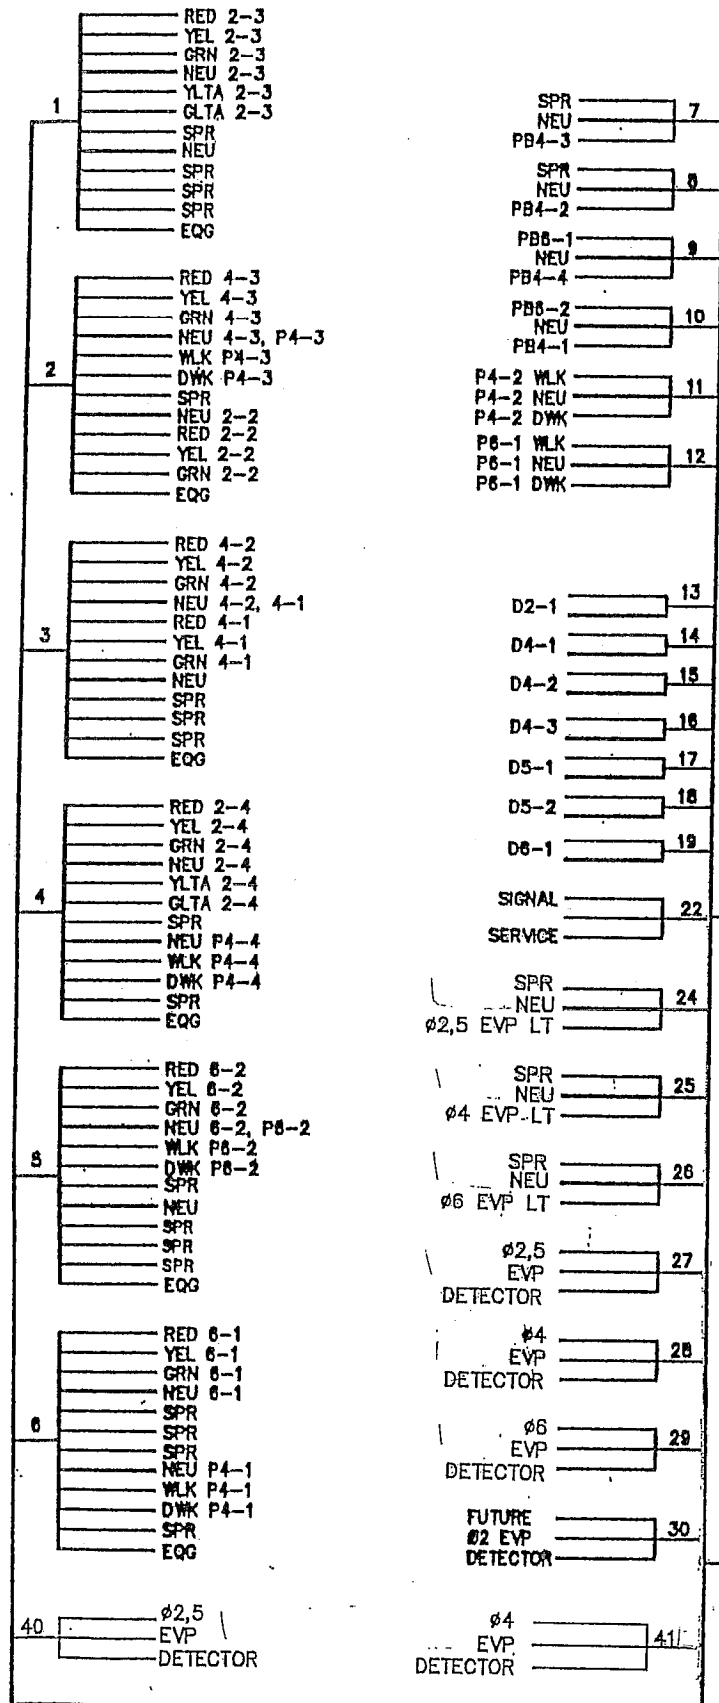 1
RED 2-3
YEL 2-3
GRN 2-3
NEU 2-3
YLTA 2-3
GLTA 2-3
SPR
NEU
SPR
SPR
SPR
EQG
2
RED 4-3
YEL 4-3
GRN 4-3
NEU 4-3, P4-3
WLK P4-3
DWK P4-3
SPR
NEU 2-2
RED 2-2
YEL 2-2
GRN 2-2
EQG
3
RED 4-2
YEL 4-2
GRN 4-2
NEU 4-2, 4-1
RED 4-1
YEL 4-1
GRN 4-1
NEU
SPR
SPR
SPR
EQG
4
RED 2-4
YEL 2-4
GRN 2-4
NEU 2-4
YLTA 2-4
GLTA 2-4
SPR
NEU P4-4
WLK P4-4
DWK P4-4
SPR
EQG
5
RED 6-2
YEL 6-2
GRN 6-2
NEU 6-2, P6-2
WLK P6-2
DWK P6-2
SPR
NEU
SPR
SPR
SPR
EQG
6
RED 6-1
YEL 6-1
GRN 6-1
NEU 6-1
SPR
SPR
SPR
NEU P4-1
WLK P4-1
DWK P4-1
SPR
EQG
40
ø2,5
EVP
DETECTOR
SPR
NEU
PB4-3
7
SPR
NEU
PB4-2
8
PB6-1
NEU
PB4-4
9
PB6-2
NEU
PB4-1
10
P4-2 WLK
P4-2 NEU
P4-2 DWK
11
P6-1 WLK
P6-1 NEU
P6-1 DWK
12
D2-1
13
D4-1
14
D4-2
15
D4-3
16
D5-1
17
D5-2
18
D6-1
19
SIGNAL
SERVICE
22
SPR
NEU
ø2,5 EVP LT
24
SPR
NEU
ø4 EVP LT
25
SPR
NEU
ø6 EVP LT
26
ø2,5
EVP
DETECTOR
27
ø4
EVP
DETECTOR
28
ø6
EVP
DETECTOR
29
FUTURE
ø2 EVP
DETECTOR
30
ø4
EVP
DETECTOR
41